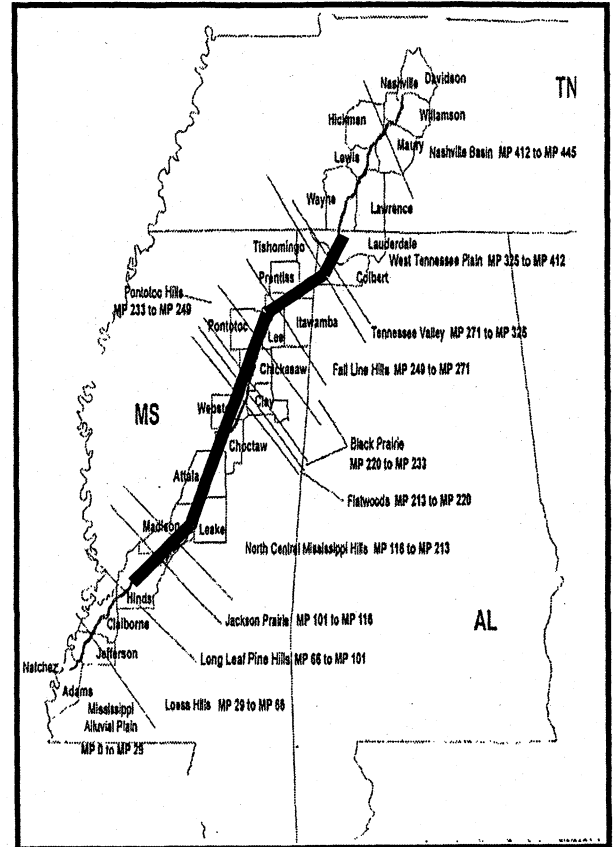 TN
Nashville
Davidson
Hickman
Williamson
Maury
Nashville Basin MP 412 to MP 445
Lewis
Wayne
Lawrence
Tishomingo
Lauderdale
West Tennessee Plain MP 325 to MP 412
Prentiss
Colbert
Pontotoc Hills
MP 233 to MP 249
Itawamba
Pontotoc
Lee
Tennessee Valley MP 271 to MP 325
Chickasaw
Fall Line Hills MP 249 to MP 271
MS
Clay
Choctaw
Black Prairie
MP 220 to MP 233
Attala
Flatwoods MP 213 to MP 220
Madison
Leake
North Central Mississippi Hills MP 116 to MP 213
Hinds
Jackson Prairie MP 101 to MP 116
AL
Claiborne
Long Leaf Pine Hills MP 66 to MP 101
Jefferson
Natchez
Adams
Mississippi
Alluvial Plain
Loess Hills MP 29 to MP 66